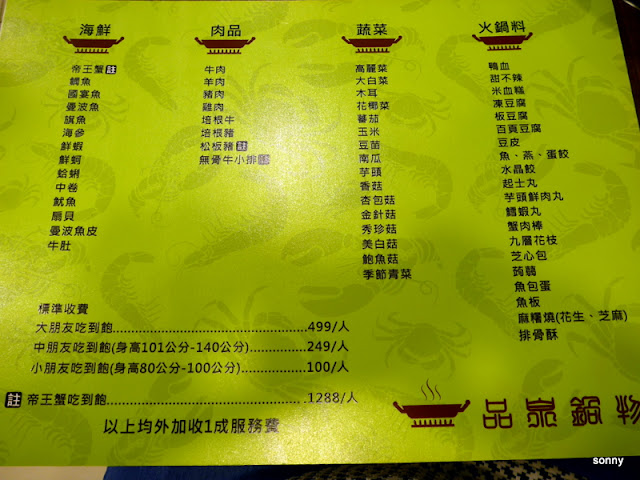 海鮮
帝王蟹 註
鯛魚
國宴魚
曼波魚
旗魚
海參
鮮蝦
鮮蚵
蛤蜊
中卷
魷魚
扇貝
曼波魚皮
牛肚
肉品
牛肉
羊肉
豬肉
雞肉
培根牛
培根豬
松板豬 註
無骨牛小排 註
蔬菜
高麗菜
大白菜
木耳
花椰菜
蕃茄
玉米
豆苗
南瓜
芋頭
香菇
杏包菇
金針菇
秀珍菇
美白菇
鮑魚菇
季節青菜
火鍋料
鴨血
甜不辣
米血糕
凍豆腐
板豆腐
百頁豆腐
豆皮
魚、燕、蛋餃
水晶餃
起士丸
芋頭鮮肉丸
鱈蝦丸
蟹肉棒
九層花枝
芝心包
蒟蒻
魚包蛋
魚板
麻糬燒(花生、芝麻)
排骨酥
標準收費
大朋友吃到飽......................................................499/人
中朋友吃到飽(身高101公分-140公分)................249/人
小朋友吃到飽(身高80公分-100公分)..................100/人
註 帝王蟹吃到飽..................................................1288/人
以上均外加收1成服務費
品泉鍋物
sonny